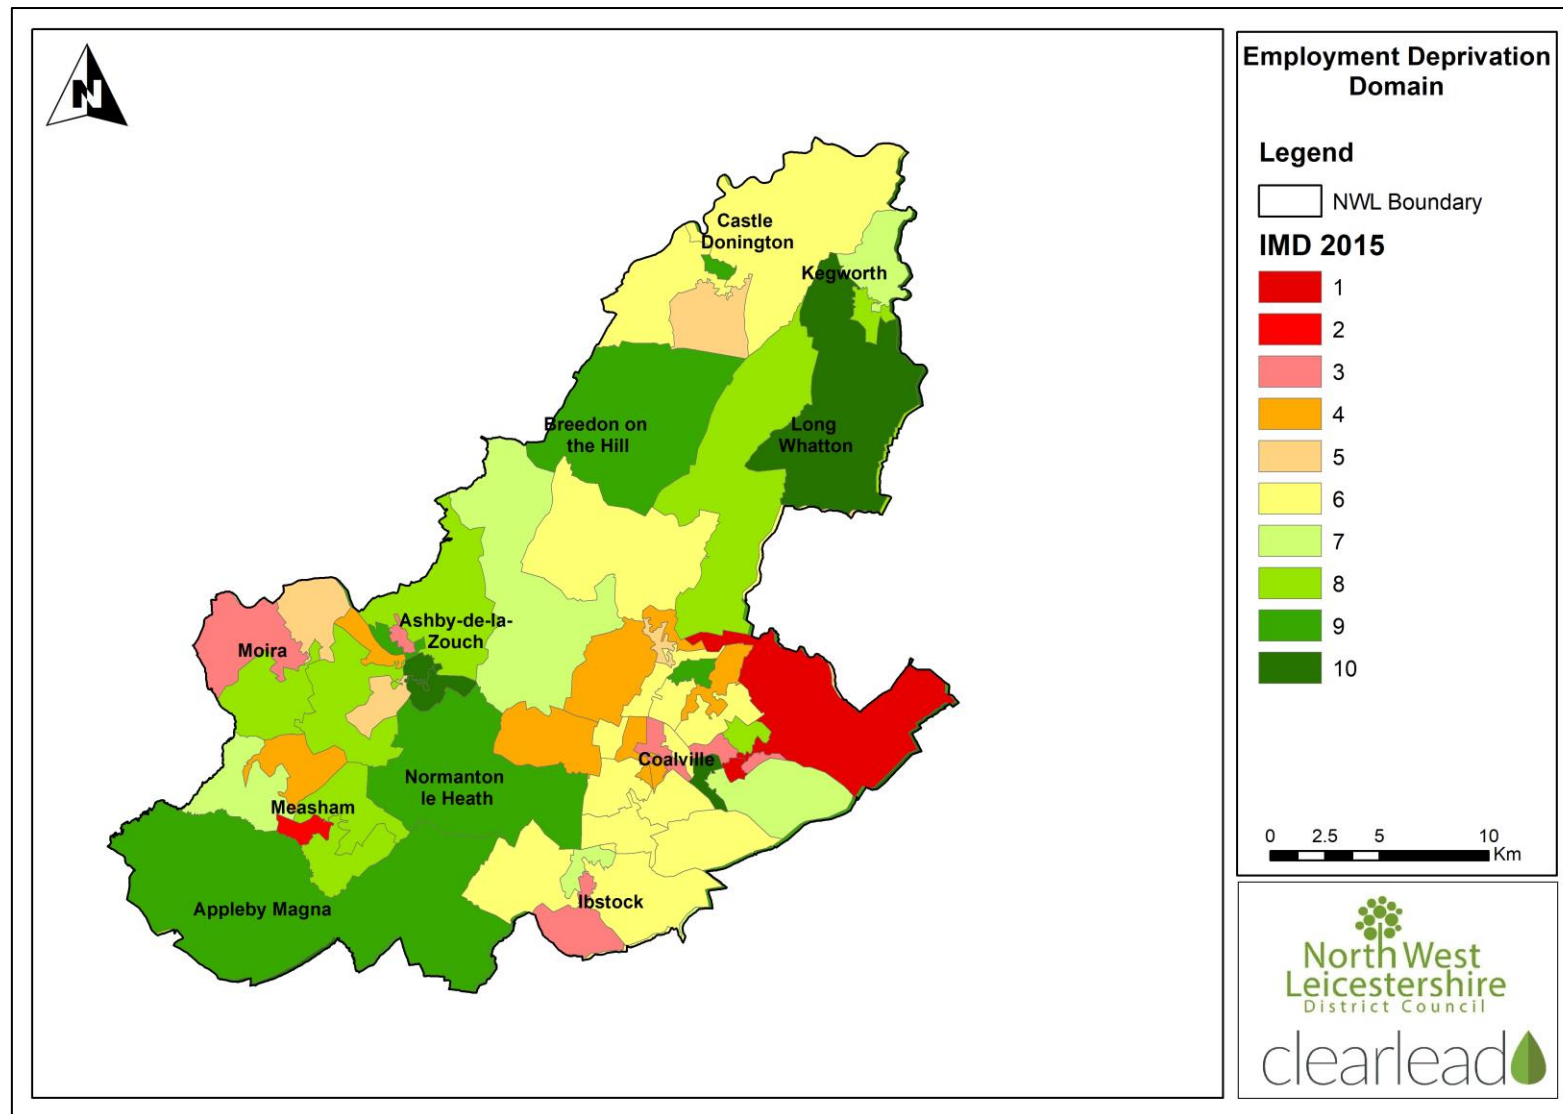 N
Castle
Donington
Kegworth
Breedon on
the Hill
Long
Whatton
Ashby-de-la-
Zouch
Moira
Coalville
Normanton
le Heath
Measham
Appleby Magna
Ibstock
Employment Deprivation
Domain
Legend
NWL Boundary
IMD 2015
1
2
3
4
5
6
7
8
9
10
0 2.5 5 10
Km
North West
Leicestershire
District Council
clearlead